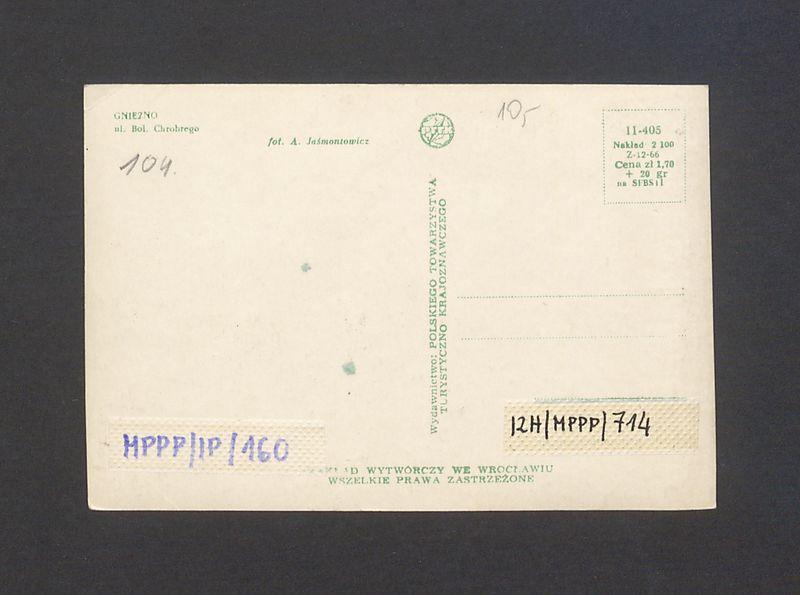 GNIEZNO
ul. Bol. Chrobrego
fot. A. Jaśmontowicz
104.
10,-
11-405
Nakład 2 100
Z-12-66
Cena zł 1,70
+ 20 gr
na SFBS i I
Wydawnictwo: POLSKIEGO TOWARZYSTWA
TURYSTYCZNO KRAJOZNAWCZEGO
MPPP/IP/160
12H/MPPP/714
WYTWÓRCZY WE WROCŁAWIU
WSZELKIE PRAWA ZASTRZEŻONE